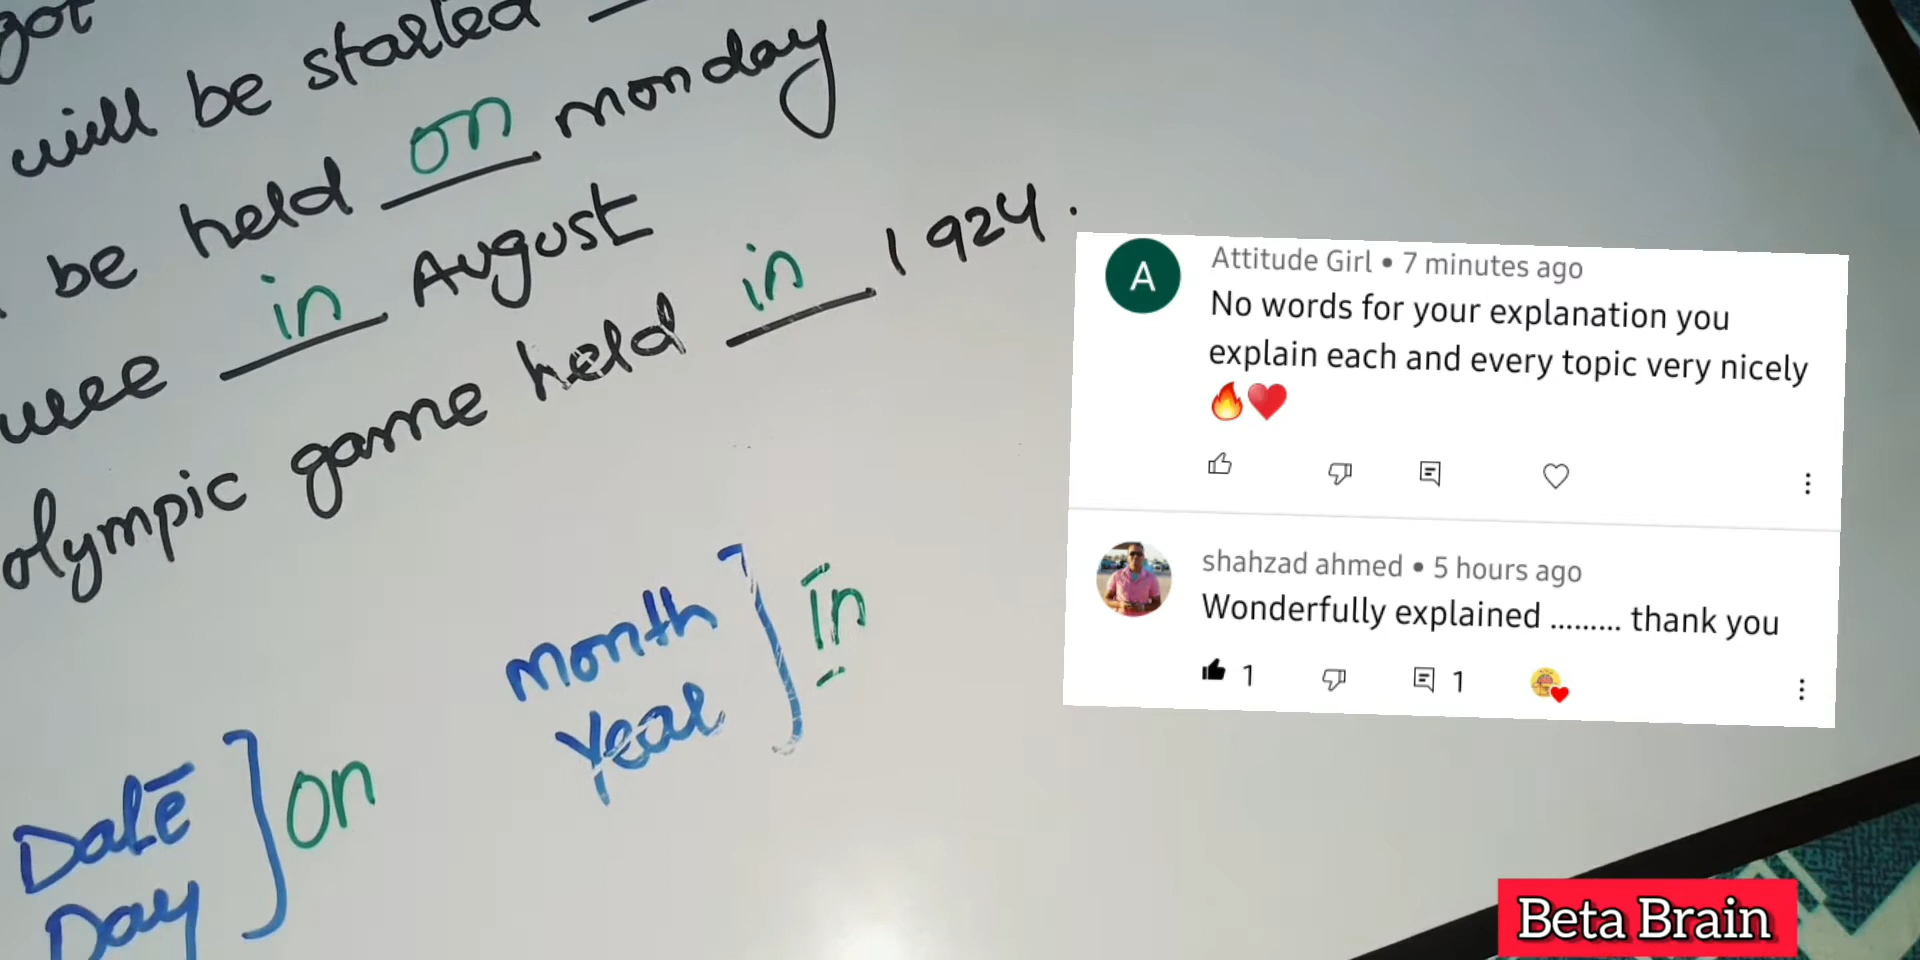 got
will be started
be held on monday
in August
olympic game held in 1924.
month
year
in
Date
Day
on
A
Attitude Girl • 7 minutes ago
No words for your explanation you
explain each and every topic very nicely
🔥♥️
shahzad ahmed • 5 hours ago
Wonderfully explained ......... thank you
1
1
Beta Brain